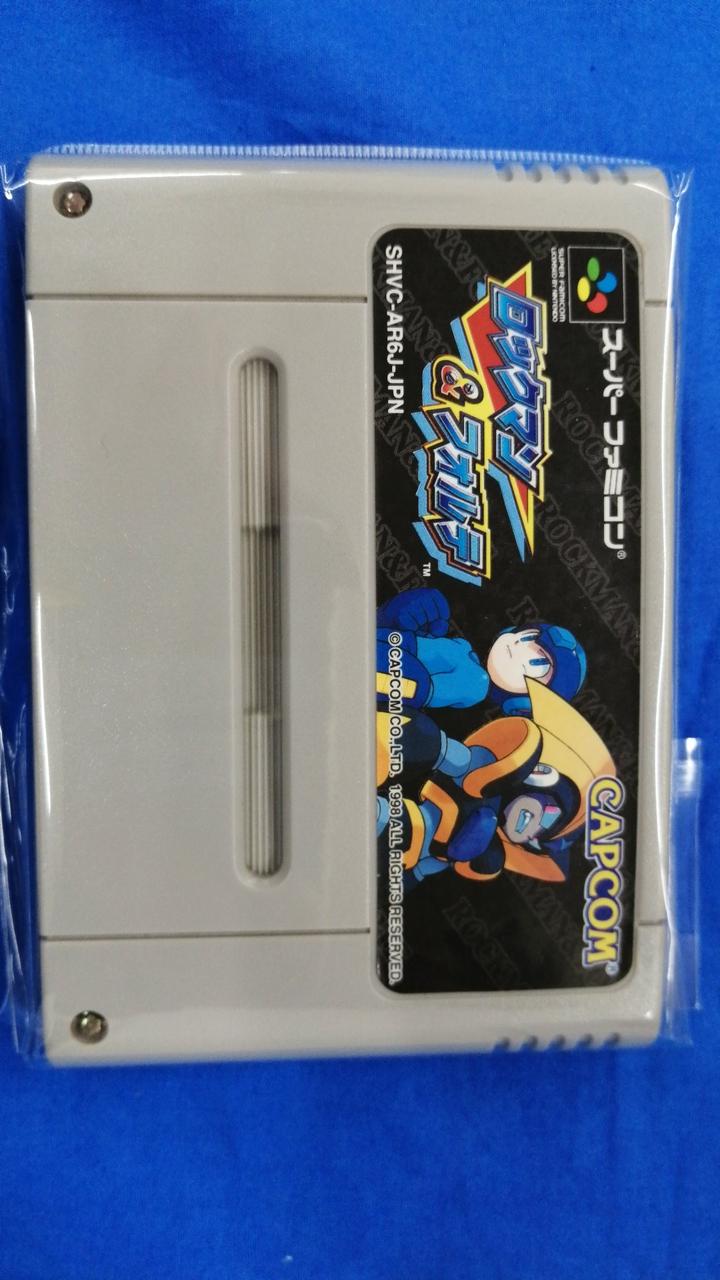 スーパーファミコン®
SUPER FAMICOM
LICENSED BY NINTENDO
CAPCOM®
ロックマン
&フォルテ
TM
SHVC-AR6J-JPN
©CAPCOM CO., LTD. 1998 ALL RIGHTS RESERVED.